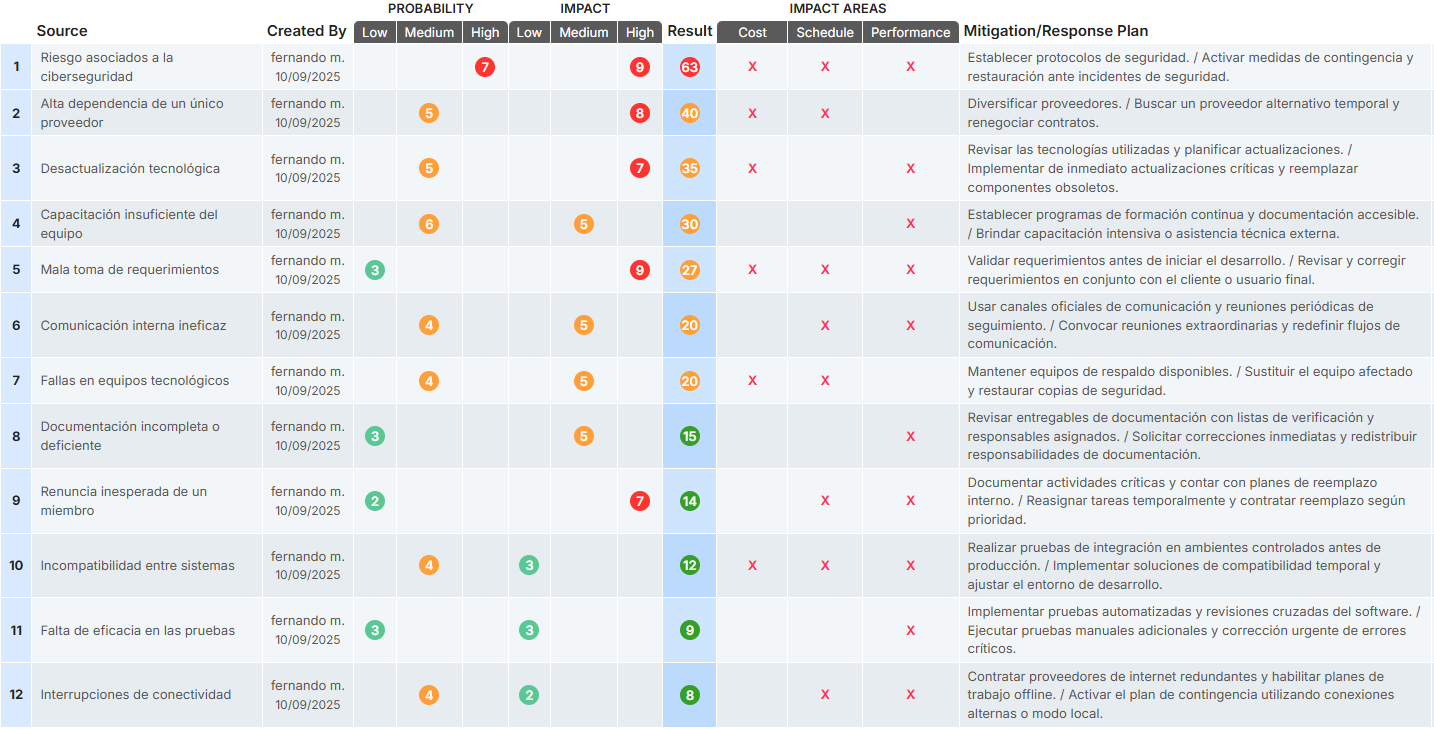 PROBABILITY IMPACT IMPACT AREAS
Source Created By Low Medium High Low Medium High Result Cost Schedule Performance Mitigation/Response Plan
1 Riesgo asociados a la ciberseguridad fernando m. 10/09/2025 7 9 63 X X X Establecer protocolos de seguridad. / Activar medidas de contingencia y
restauración ante incidentes de seguridad.
2 Alta dependencia de un único proveedor fernando m. 10/09/2025 5 8 40 X X Diversificar proveedores. / Buscar un proveedor alternativo temporal y
renegociar contratos.
3 Desactualización tecnológica fernando m. 10/09/2025 5 7 35 X X Revisar las tecnologías utilizadas y planificar actualizaciones. /
Implementar de inmediato actualizaciones críticas y reemplazar
componentes obsoletos.
4 Capacitación insuficiente del equipo fernando m. 10/09/2025 6 5 30 X Establecer programas de formación continua y documentación accesible.
/ Brindar capacitación intensiva o asistencia técnica externa.
5 Mala toma de requerimientos fernando m. 10/09/2025 3 9 27 X X X Validar requerimientos antes de iniciar el desarrollo. / Revisar y corregir
requerimientos en conjunto con el cliente o usuario final.
6 Comunicación interna ineficaz fernando m. 10/09/2025 4 5 20 X X Usar canales oficiales de comunicación y reuniones periódicas de
seguimiento. / Convocar reuniones extraordinarias y redefinir flujos de
comunicación.
7 Fallas en equipos tecnológicos fernando m. 10/09/2025 4 5 20 X X Mantener equipos de respaldo disponibles. / Sustituir el equipo afectado
y restaurar copias de seguridad.
8 Documentación incompleta o deficiente fernando m. 10/09/2025 3 5 15 X Revisar entregables de documentación con listas de verificación y
responsables asignados. / Solicitar correcciones inmediatas y redistribuir
responsabilidades de documentación.
9 Renuncia inesperada de un miembro fernando m. 10/09/2025 2 7 14 X X Documentar actividades críticas y contar con planes de reemplazo
interno. / Reasignar tareas temporalmente y contratar reemplazo según
prioridad.
10 Incompatibilidad entre sistemas fernando m. 10/09/2025 4 3 12 X X X Realizar pruebas de integración en ambientes controlados antes de
producción. / Implementar soluciones de compatibilidad temporal y
ajustar el entorno de desarrollo.
11 Falta de eficacia en las pruebas fernando m. 10/09/2025 3 3 9 X Implementar pruebas automatizadas y revisiones cruzadas del software. /
Ejecutar pruebas manuales adicionales y corrección urgente de errores
críticos.
12 Interrupciones de conectividad fernando m. 10/09/2025 4 2 8 X X Contratar proveedores de internet redundantes y habilitar planes de
trabajo offline. / Activar el plan de contingencia utilizando conexiones
alternas o modo local.